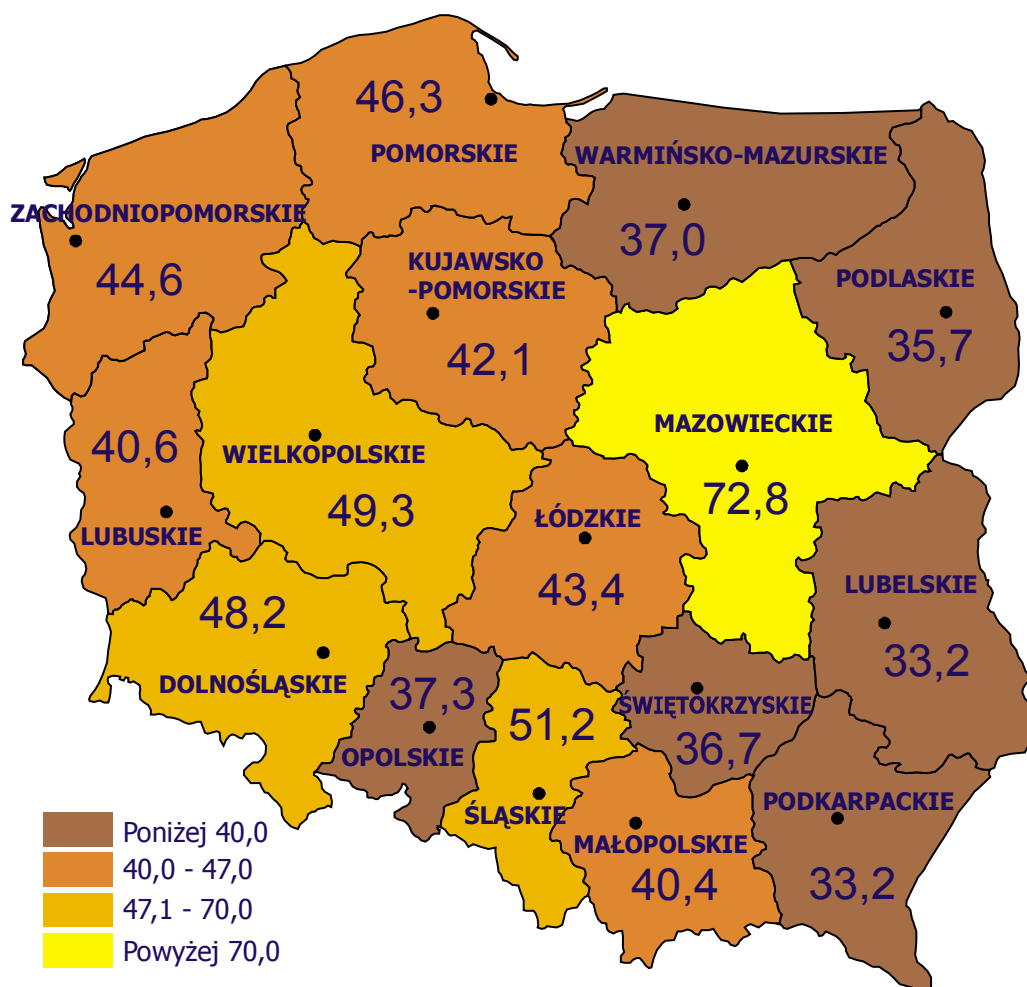 46,3
POMORSKIE
WARMIŃSKO-MAZURSKIE
37,0
ZACHODNIOPOMORSKIE
44,6
KUJAWSKO
-POMORSKIE
42,1
PODLASKIE
35,7
MAZOWIECKIE
72,8
40,6
LUBUSKIE
WIELKOPOLSKIE
49,3
ŁÓDZKIE
43,4
LUBELSKIE
33,2
48,2
DOLNOŚLĄSKIE
37,3
OPOLSKIE
51,2
ŚLĄSKIE
ŚWIĘTOKRZYSKIE
36,7
PODKARPACKIE
33,2
MAŁOPOLSKIE
40,4
Poniżej 40,0
40,0 - 47,0
47,1 - 70,0
Powyżej 70,0